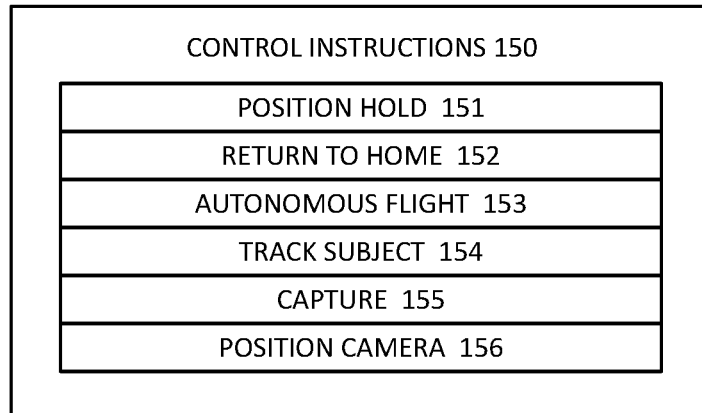 CONTROL INSTRUCTIONS 150
POSITION HOLD 151
RETURN TO HOME 152
AUTONOMOUS FLIGHT 153
TRACK SUBJECT 154
CAPTURE 155
POSITION CAMERA 156